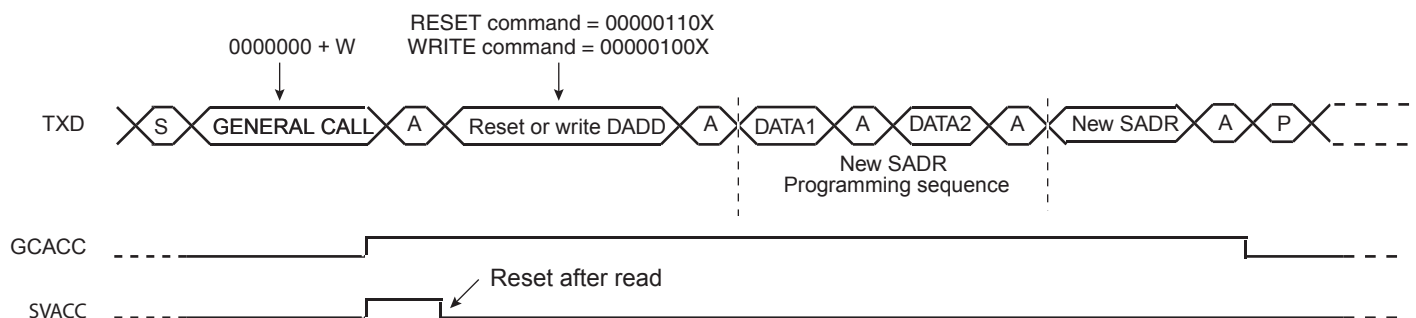 RESET command = 00000110X
0000000 + W
WRITE command = 00000100X
TXD
S
GENERAL CALL
A
Reset or write DADD
A
DATA1
A
DATA2
A
New SADR
A
P
New SADR
Programming sequence
GCACC
Reset after read
SVACC